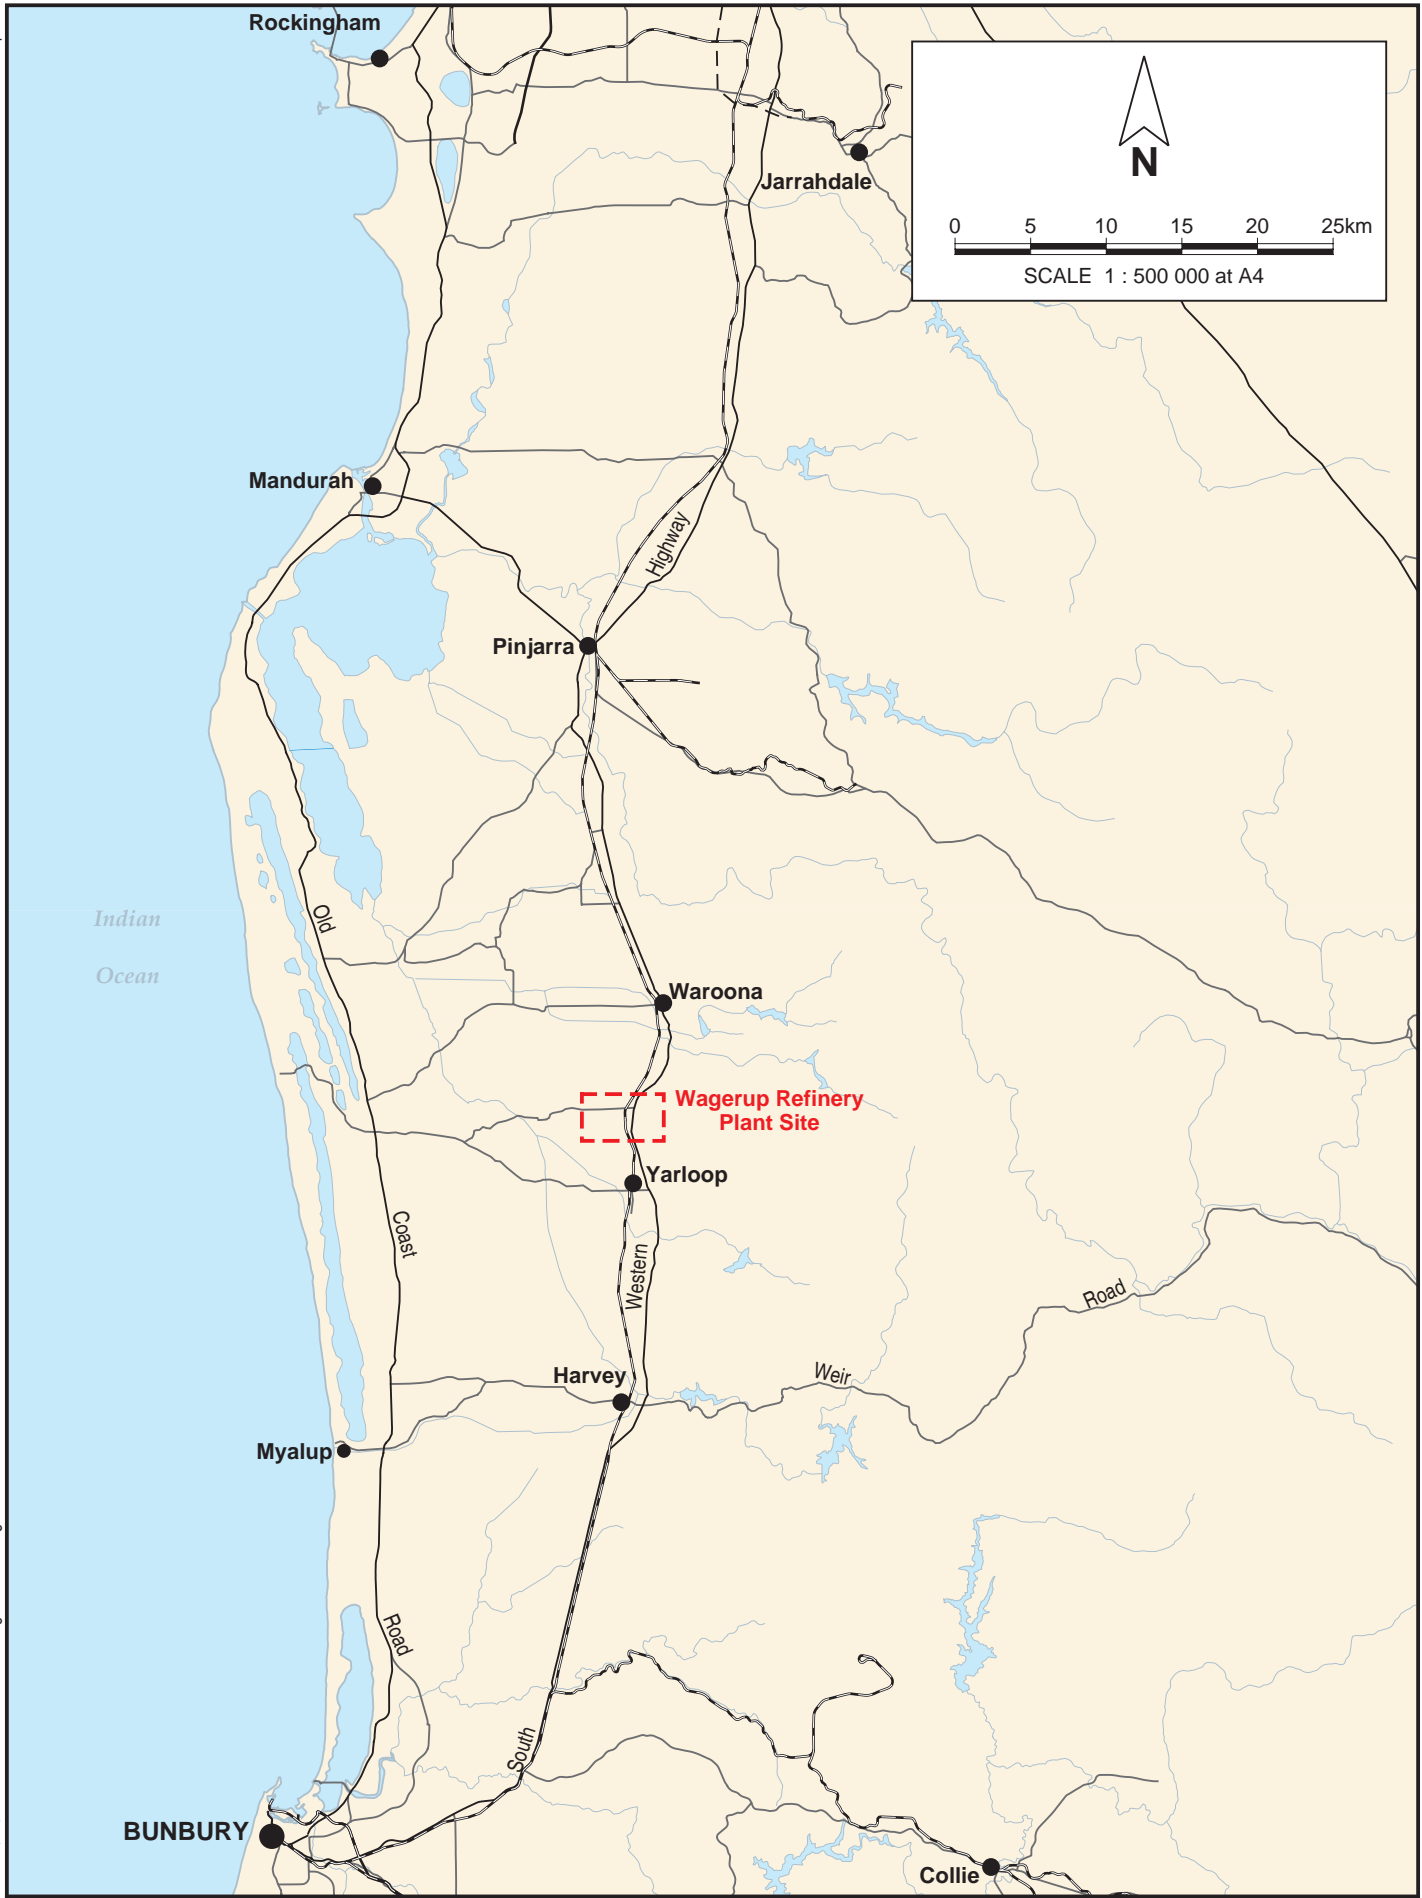 Rockingham
N
0 5 10 15 20 25km
SCALE 1 : 500 000 at A4
Jarrahdale
Mandurah
Highway
Pinjarra
Old
Indian
Ocean
Waroona
Wagerup Refinery
Plant Site
Yarloop
Coast
Western
Road
Weir
Harvey
Myalup
Road
South
BUNBURY
Collie